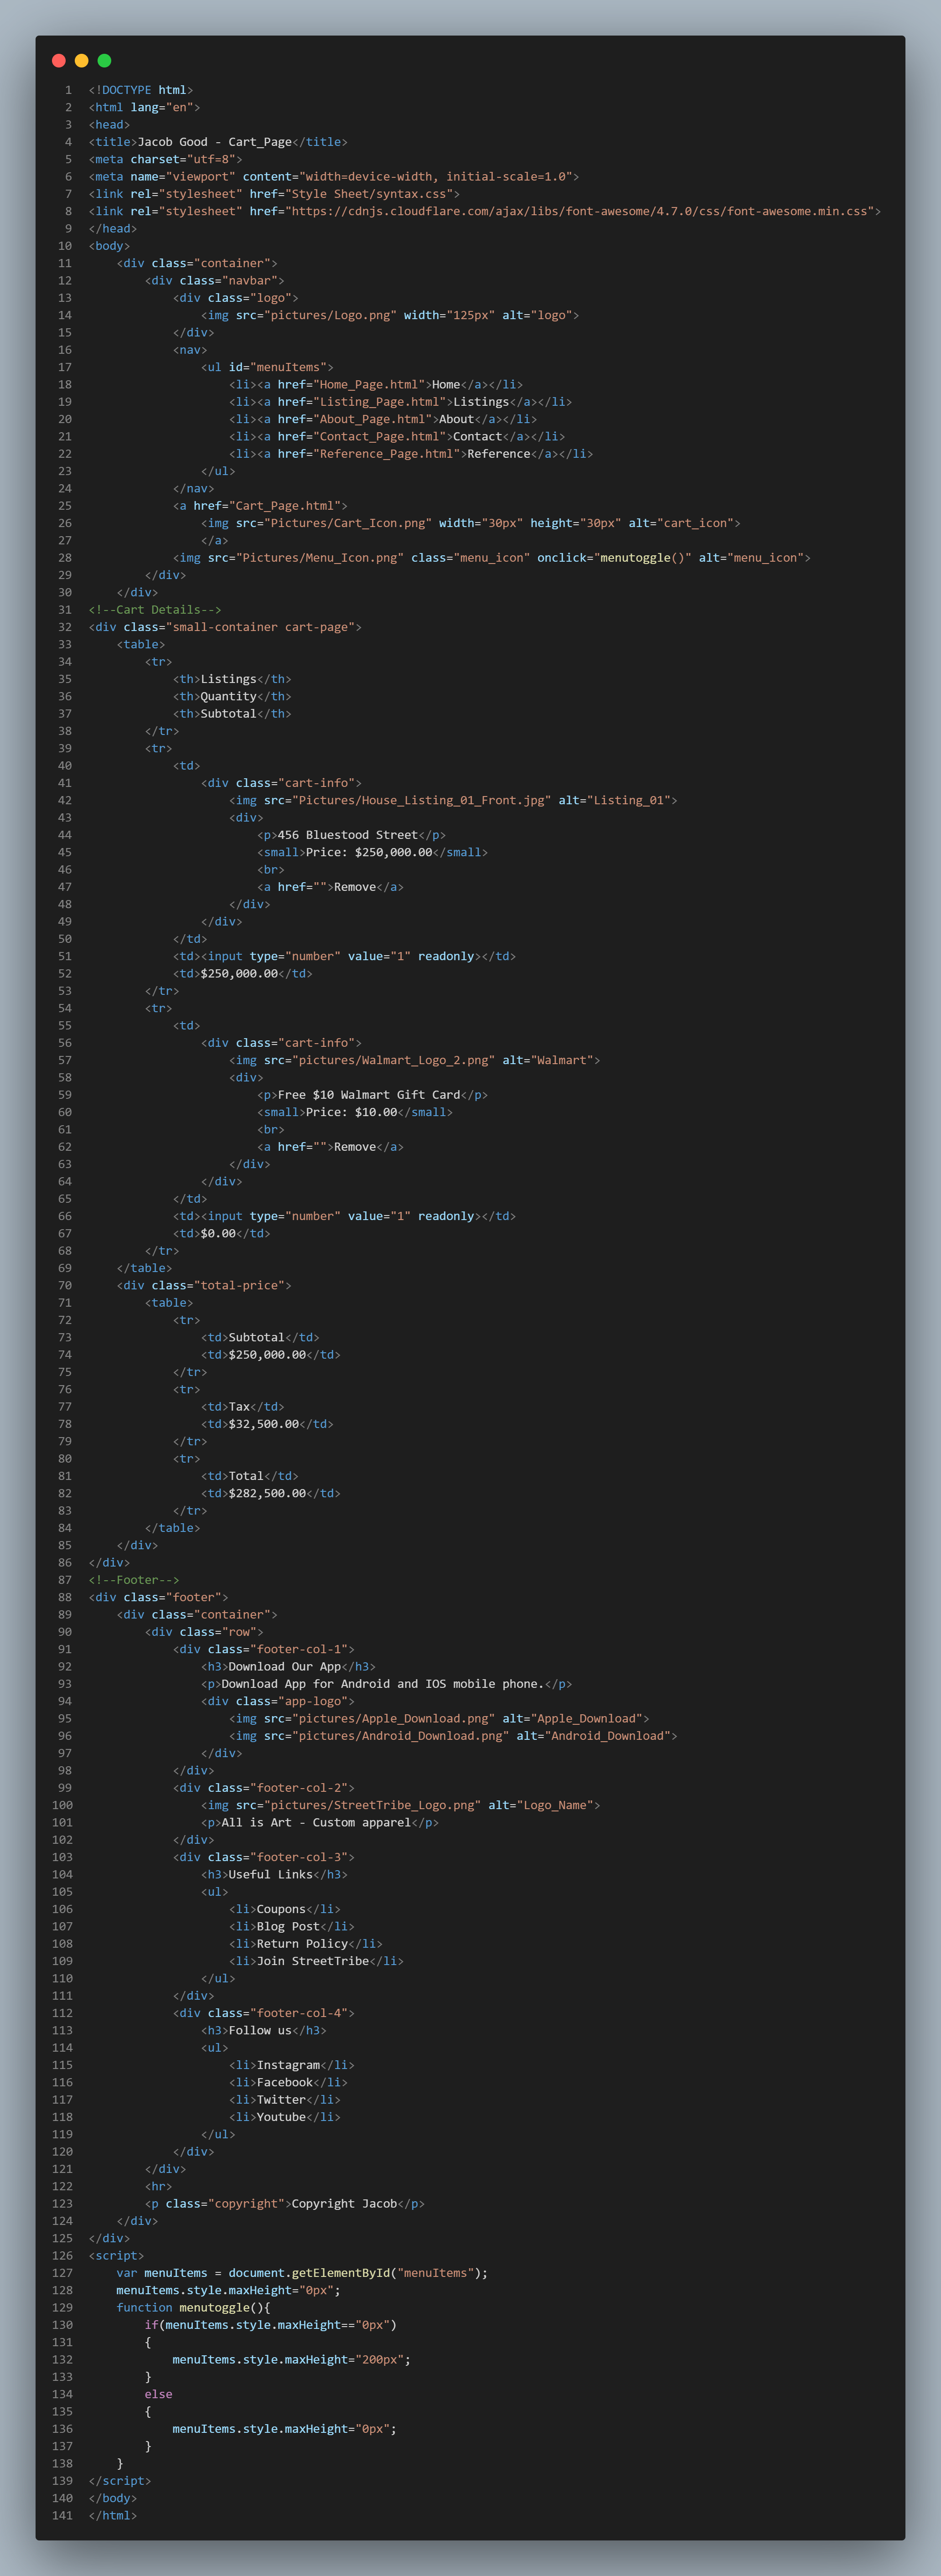 1 <!DOCTYPE html>
2 <html lang="en">
3 <head>
4 <title>Jacob Good - Cart_Page</title>
5 <meta charset="utf=8">
6 <meta name="viewport" content="width=device-width, initial-scale=1.0">
7 <link rel="stylesheet" href="Style Sheet/syntax.css">
8 <link rel="stylesheet" href="https://cdnjs.cloudflare.com/ajax/libs/font-awesome/4.7.0/css/font-awesome.min.css">
9 </head>
10 <body>
11     <div class="container">
12         <div class="navbar">
13             <div class="logo">
14                 <img src="pictures/Logo.png" width="125px" alt="logo">
15             </div>
16             <nav>
17                 <ul id="menuItems">
18                     <li><a href="Home_Page.html">Home</a></li>
19                     <li><a href="Listing_Page.html">Listings</a></li>
20                     <li><a href="About_Page.html">About</a></li>
21                     <li><a href="Contact_Page.html">Contact</a></li>
22                     <li><a href="Reference_Page.html">Reference</a></li>
23                 </ul>
24             </nav>
25             <a href="Cart_Page.html">
26                 <img src="Pictures/Cart_Icon.png" width="30px" height="30px" alt="cart_icon">
27                 </a>
28             <img src="Pictures/Menu_Icon.png" class="menu_icon" onclick="menutoggle()" alt="menu_icon">
29         </div>
30     </div>
31 <!--Cart Details-->
32 <div class="small-container cart-page">
33     <table>
34         <tr>
35             <th>Listings</th>
36             <th>Quantity</th>
37             <th>Subtotal</th>
38         </tr>
39         <tr>
40             <td>
41                 <div class="cart-info">
42                     <img src="Pictures/House_Listing_01_Front.jpg" alt="Listing_01">
43                     <div>
44                         <p>456 Bluestood Street</p>
45                         <small>Price: $250,000.00</small>
46                         <br>
47                         <a href="">Remove</a>
48                     </div>
49                 </div>
50             </td>
51             <td><input type="number" value="1" readonly></td>
52             <td>$250,000.00</td>
53         </tr>
54         <tr>
55             <td>
56                 <div class="cart-info">
57                     <img src="pictures/Walmart_Logo_2.png" alt="Walmart">
58                     <div>
59                         <p>Free $10 Walmart Gift Card</p>
60                         <small>Price: $10.00</small>
61                         <br>
62                         <a href="">Remove</a>
63                     </div>
64                 </div>
65             </td>
66             <td><input type="number" value="1" readonly></td>
67             <td>$0.00</td>
68         </tr>
69     </table>
70     <div class="total-price">
71         <table>
72             <tr>
73                 <td>Subtotal</td>
74                 <td>$250,000.00</td>
75             </tr>
76             <tr>
77                 <td>Tax</td>
78                 <td>$32,500.00</td>
79             </tr>
80             <tr>
81                 <td>Total</td>
82                 <td>$282,500.00</td>
83             </tr>
84         </table>
85     </div>
86 </div>
87 <!--Footer-->
88 <div class="footer">
89     <div class="container">
90         <div class="row">
91             <div class="footer-col-1">
92                 <h3>Download Our App</h3>
93                 <p>Download App for Android and IOS mobile phone.</p>
94                 <div class="app-logo">
95                     <img src="pictures/Apple_Download.png" alt="Apple_Download">
96                     <img src="pictures/Android_Download.png" alt="Android_Download">
97                 </div>
98             </div>
99             <div class="footer-col-2">
100                 <img src="pictures/StreetTribe_Logo.png" alt="Logo_Name">
101                 <p>All is Art - Custom apparel</p>
102             </div>
103             <div class="footer-col-3">
104                 <h3>Useful Links</h3>
105                 <ul>
106                     <li>Coupons</li>
107                     <li>Blog Post</li>
108                     <li>Return Policy</li>
109                     <li>Join StreetTribe</li>
110                 </ul>
111             </div>
112             <div class="footer-col-4">
113                 <h3>Follow us</h3>
114                 <ul>
115                     <li>Instagram</li>
116                     <li>Facebook</li>
117                     <li>Twitter</li>
118                     <li>Youtube</li>
119                 </ul>
120             </div>
121         </div>
122         <hr>
123         <p class="copyright">Copyright Jacob</p>
124     </div>
125 </div>
126 <script>
127     var menuItems = document.getElementById("menuItems");
128     menuItems.style.maxHeight="0px";
129     function menutoggle(){
130         if(menuItems.style.maxHeight=="0px")
131         {
132             menuItems.style.maxHeight="200px";
133         }
134         else
135         {
136             menuItems.style.maxHeight="0px";
137         }
138     }
139 </script>
140 </body>
141 </html>